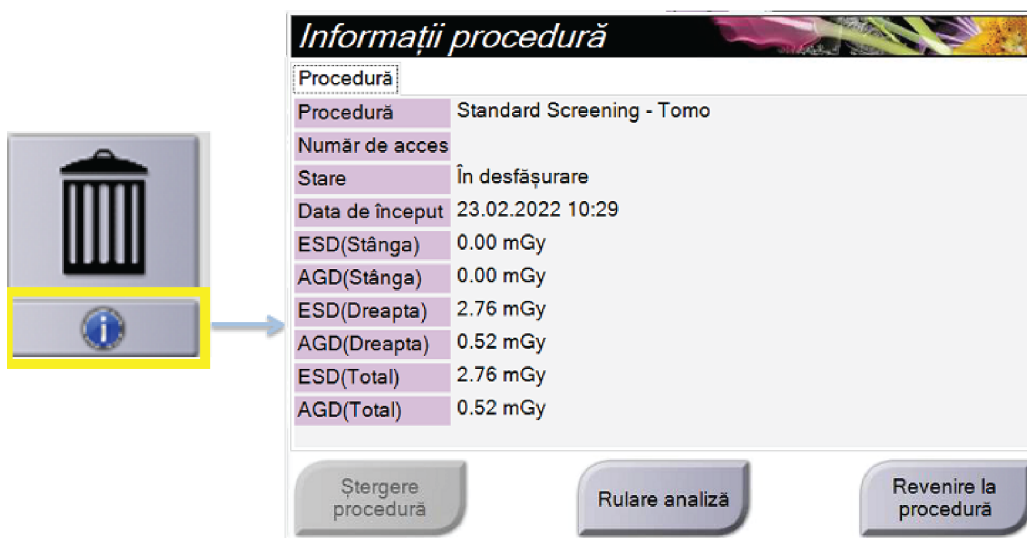 Informații procedură
Procedură
Procedură Standard Screening - Tomo
Număr de acces
Stare În desfășurare
Data de început 23.02.2022 10:29
ESD(Stânga) 0.00 mGy
AGD(Stânga) 0.00 mGy
ESD(Dreapta) 2.76 mGy
AGD(Dreapta) 0.52 mGy
ESD(Total) 2.76 mGy
AGD(Total) 0.52 mGy
Ștergere
procedură
Rulare analiză
Revenire la
procedură